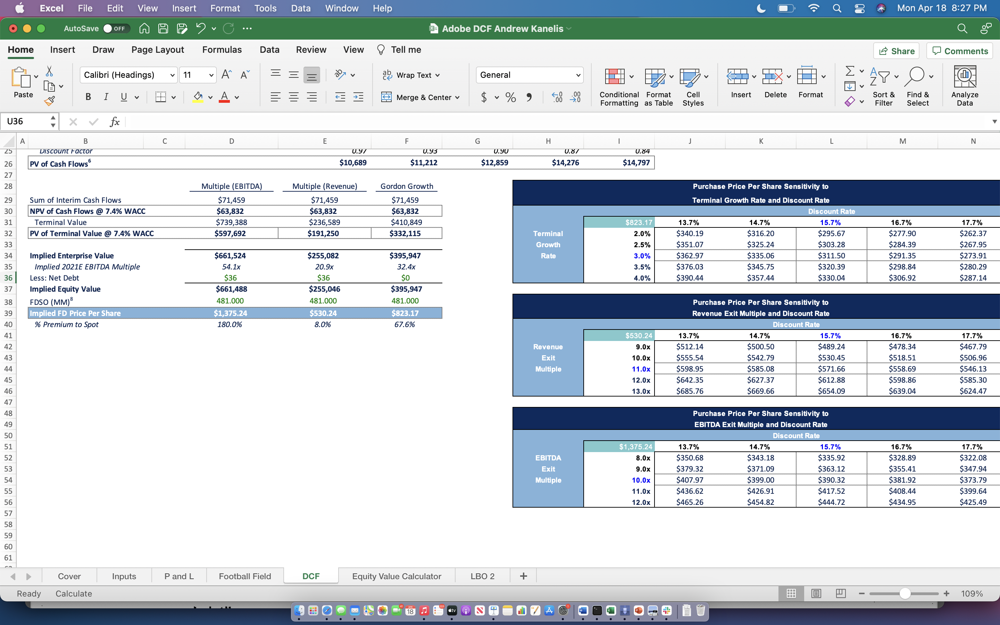 Excel File Edit View Insert Format Tools Data Window Help Mon Apr 18 8:27 PM
AutoSave OFF Adobe DCF Andrew Kanelis
Home Insert Draw Page Layout Formulas Data Review View Tell me Share Comments
Paste Calibri (Headings) 11 Wrap Text General
B I U Merge & Center $ %
Conditional Formatting Format as Table Cell Styles Insert Delete Format Sort & Filter Find & Select Analyze Data
U36 fx
A B C D E F G H I J K L M N
25 Discount Factor 0.97 0.93 0.90 0.87 0.84
26 PV of Cash Flows6 $10,689 $11,212 $12,859 $14,276 $14,797
27
28 Multiple (EBITDA) Multiple (Revenue) Gordon Growth Purchase Price Per Share Sensitivity to
29 Sum of Interim Cash Flows $71,459 $71,459 $71,459 Terminal Growth Rate and Discount Rate
30 NPV of Cash Flows @ 7.4% WACC $63,832 $63,832 $63,832 Discount Rate
31 Terminal Value $739,388 $236,589 $410,849 $823.17 13.7% 14.7% 15.7% 16.7% 17.7%
32 PV of Terminal Value @ 7.4% WACC $597,692 $191,250 $332,115 Terminal 2.0% $340.19 $316.20 $295.67 $277.90 $262.37
33 Growth 2.5% $351.07 $325.24 $303.28 $284.39 $267.95
34 Implied Enterprise Value $661,524 $255,082 $395,947 Rate 3.0% $362.97 $335.06 $311.50 $291.35 $273.91
35 Implied 2021E EBITDA Multiple 54.1x 20.9x 32.4x 3.5% $376.03 $345.75 $320.39 $298.84 $280.29
36 Less: Net Debt $36 $36 $0 4.0% $390.44 $357.44 $330.04 $306.92 $287.14
37 Implied Equity Value $661,488 $255,046 $395,947
38 FDSO (MM)8 481.000 481.000 481.000 Purchase Price Per Share Sensitivity to
39 Implied FD Price Per Share $1,375.24 $530.24 $823.17 Revenue Exit Multiple and Discount Rate
40 % Premium to Spot 180.0% 8.0% 67.6% Discount Rate
41 $530.24 13.7% 14.7% 15.7% 16.7% 17.7%
42 Revenue 9.0x $512.14 $500.50 $489.24 $478.34 $467.79
43 Exit 10.0x $555.54 $542.79 $530.45 $518.51 $506.96
44 Multiple 11.0x $598.95 $585.08 $571.66 $558.69 $546.13
45 12.0x $642.35 $627.37 $612.88 $598.86 $585.30
46 13.0x $685.76 $669.66 $654.09 $639.04 $624.47
47
48 Purchase Price Per Share Sensitivity to
49 EBITDA Exit Multiple and Discount Rate
50 Discount Rate
51 $1,375.24 13.7% 14.7% 15.7% 16.7% 17.7%
52 EBITDA 8.0x $350.68 $343.18 $335.92 $328.89 $322.08
53 Exit 9.0x $379.32 $371.09 $363.12 $355.41 $347.94
54 Multiple 10.0x $407.97 $399.00 $390.32 $381.92 $373.79
55 11.0x $436.62 $426.91 $417.52 $408.44 $399.64
56 12.0x $465.26 $454.82 $444.72 $434.95 $425.49
57
58
59
60
61
Cover Inputs P and L Football Field DCF Equity Value Calculator LBO 2 +
Ready Calculate 109%
APR 18 tv